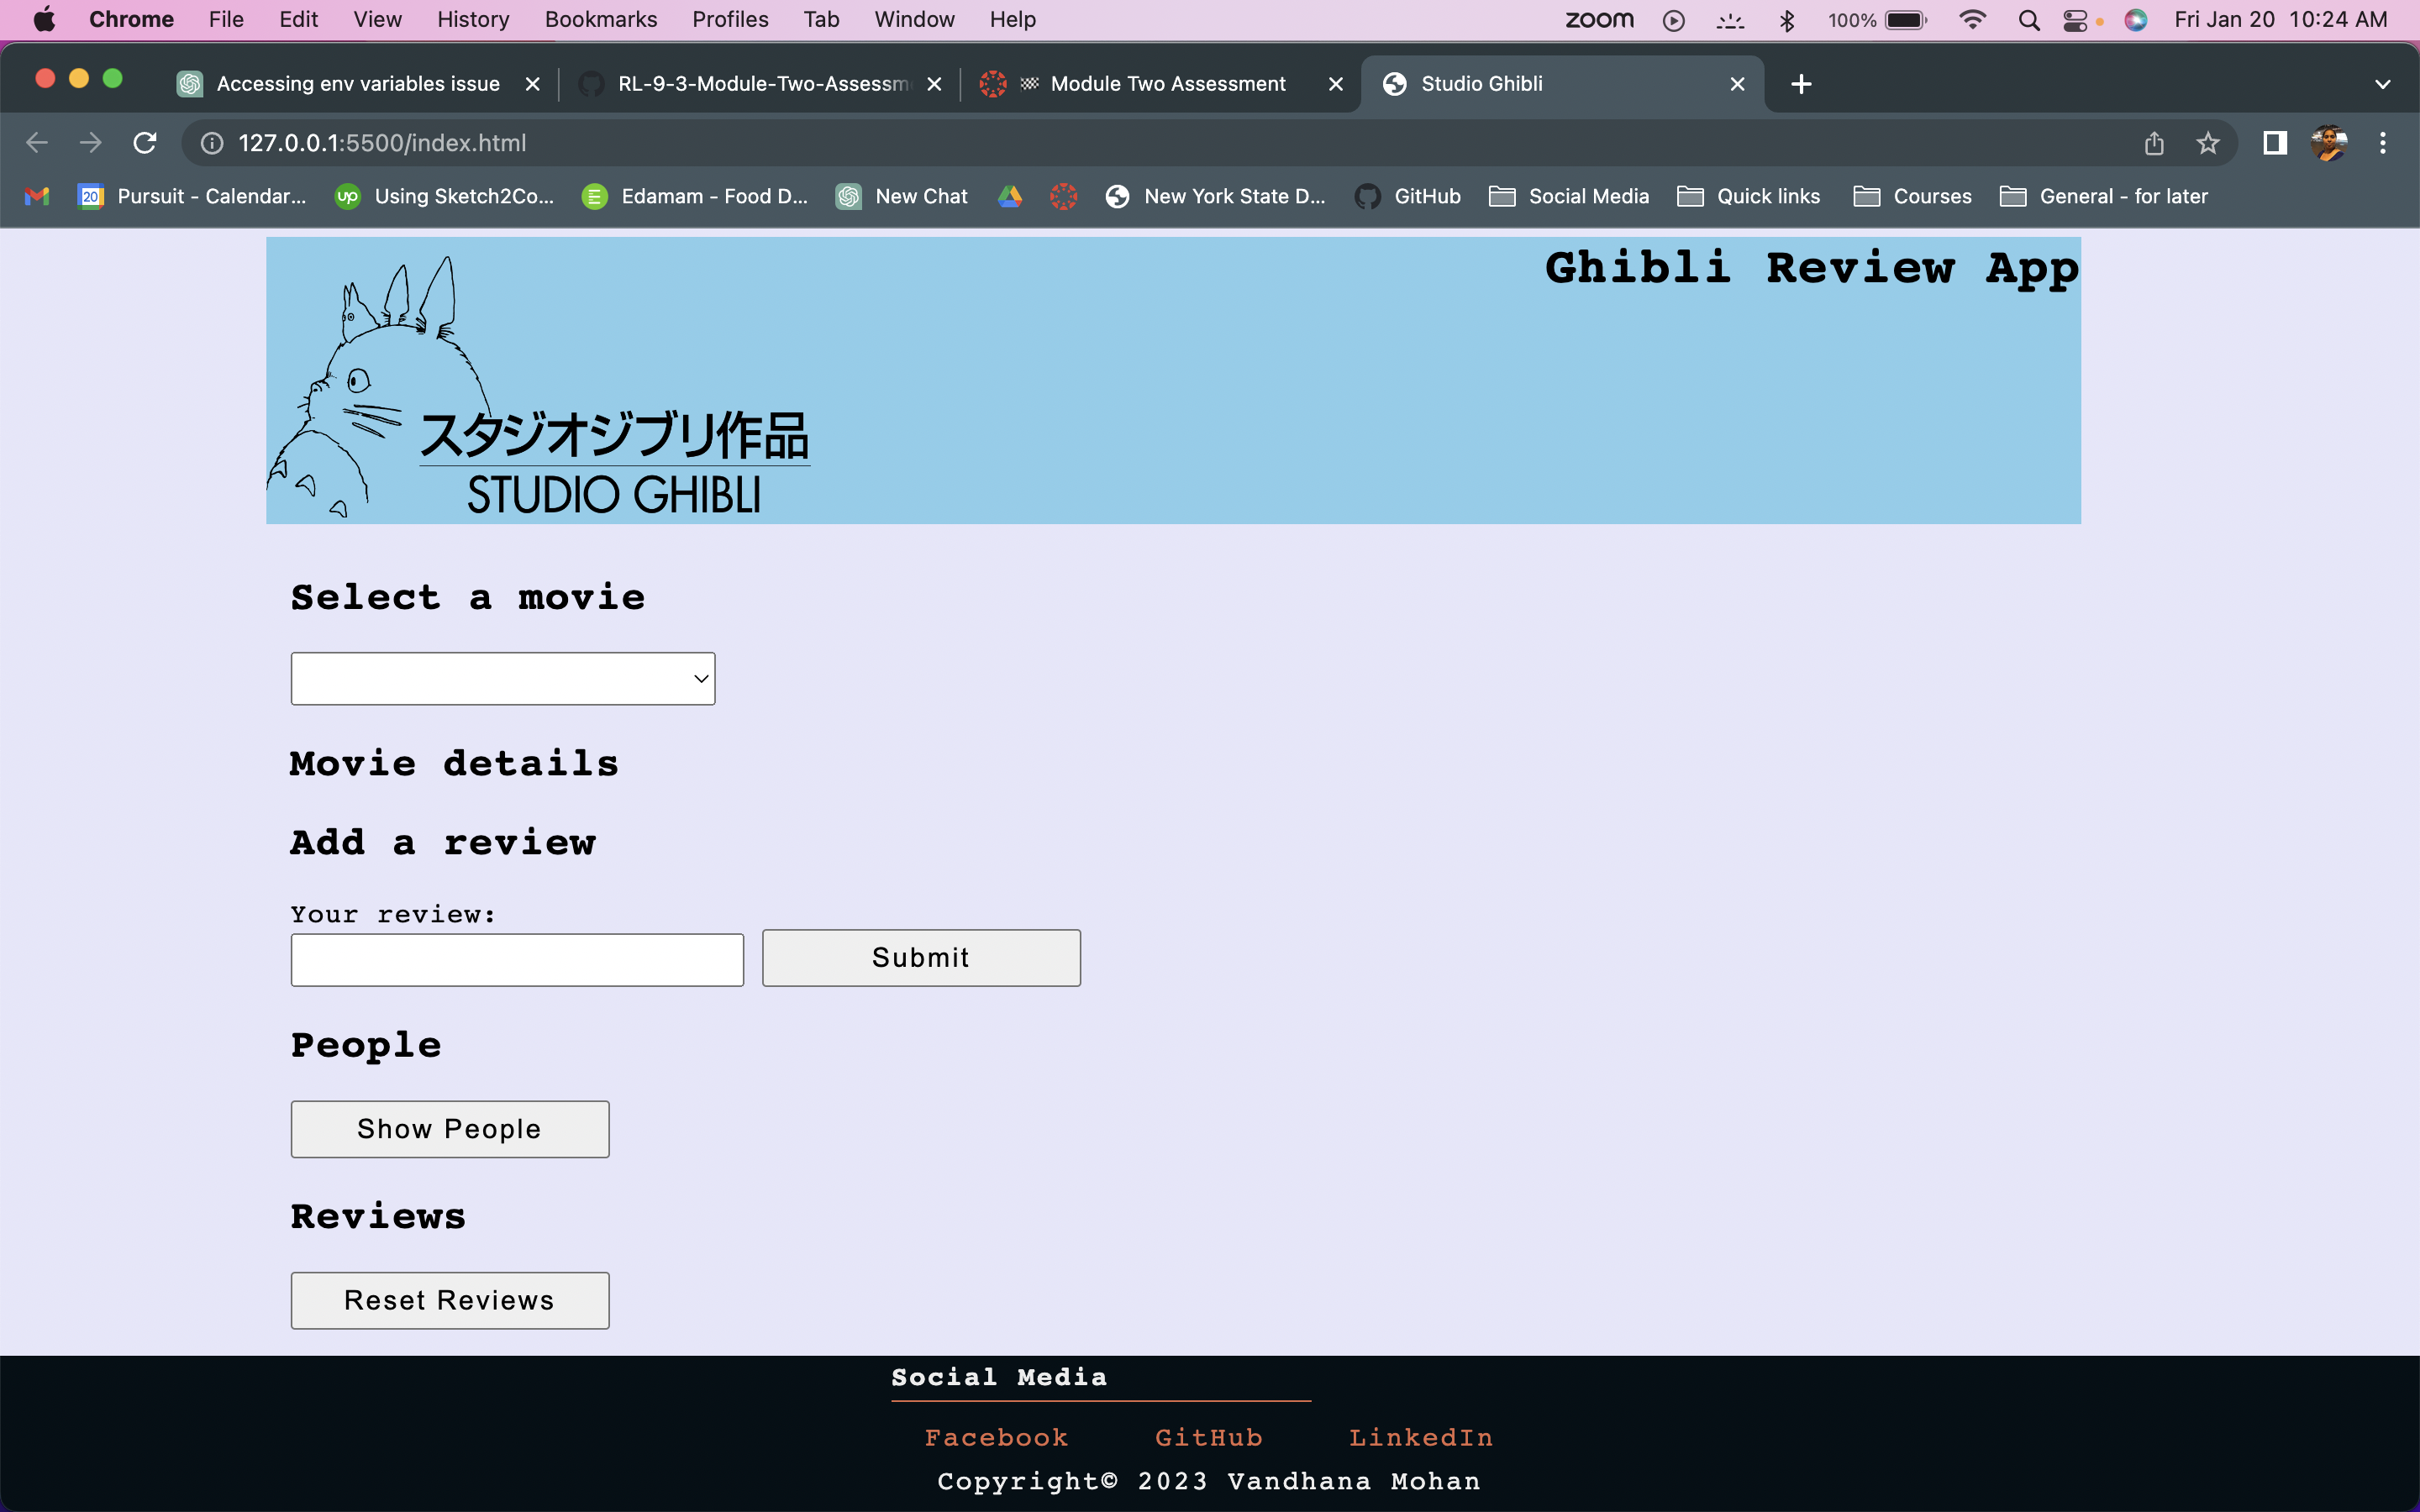 Chrome File Edit View History Bookmarks Profiles Tab Window Help zoom 100% Fri Jan 20 10:24 AM
Accessing env variables issue RL-9-3-Module-Two-Assessm Module Two Assessment Studio Ghibli
127.0.0.1:5500/index.html
20 Pursuit - Calendar... up Using Sketch2Co... E Edamam - Food D... New Chat New York State D... GitHub Social Media Quick links Courses General - for later
Ghibli Review App
スタジオジブリ作品
STUDIO GHIBLI
Select a movie
Movie details
Add a review
Your review:
Submit
People
Show People
Reviews
Reset Reviews
Social Media
Facebook GitHub LinkedIn
Copyright© 2023 Vandhana Mohan